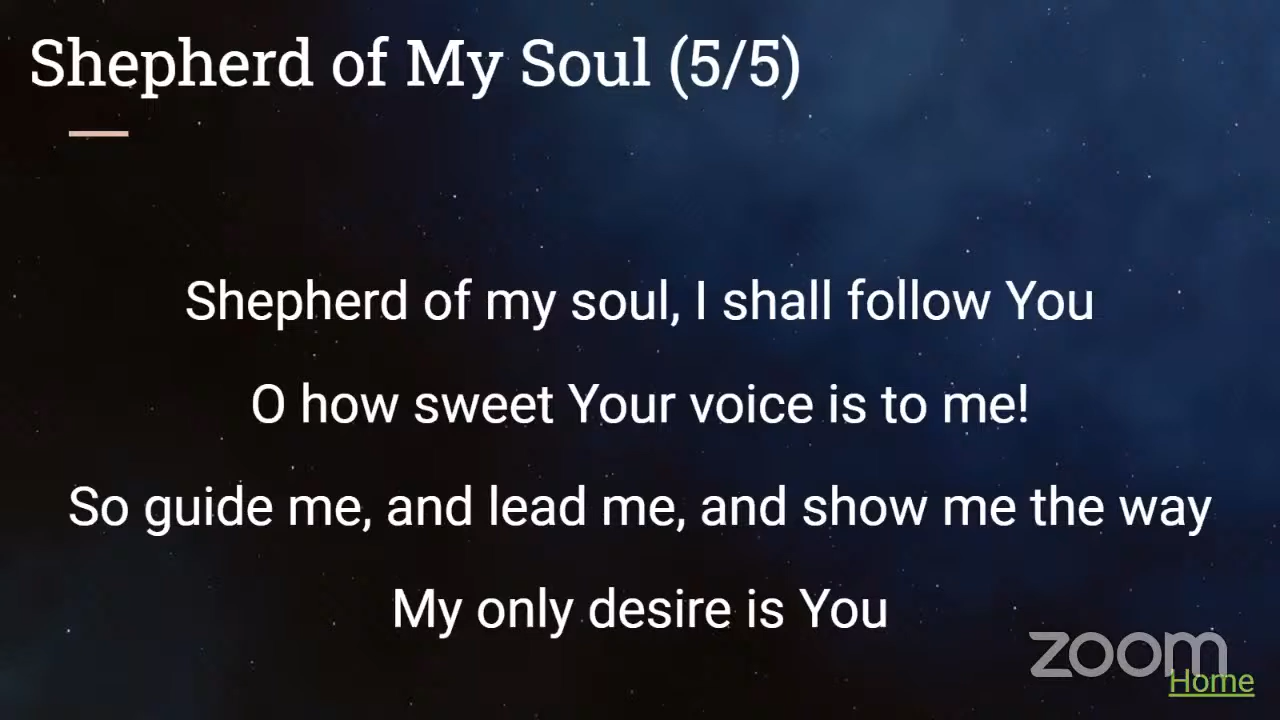 Shepherd of My Soul (5/5)
Shepherd of my soul, I shall follow You
O how sweet Your voice is to me!
So guide me, and lead me, and show me the way
My only desire is You
zoom
Home